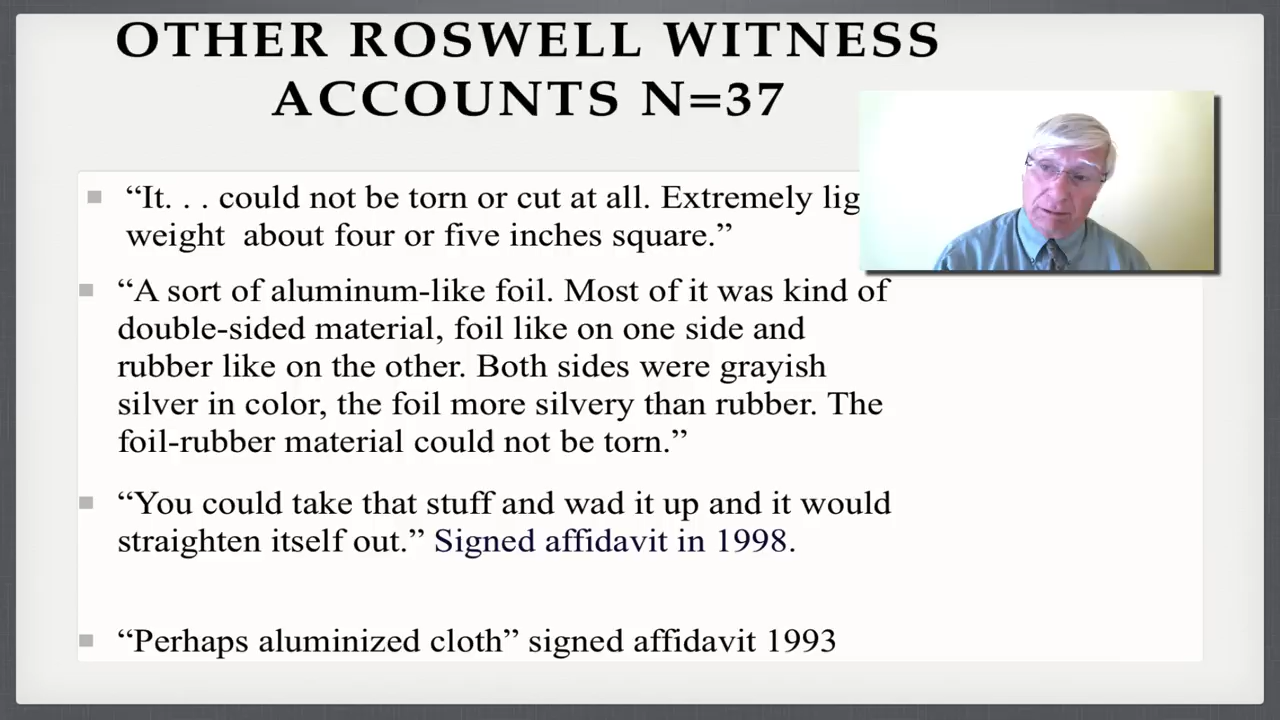 OTHER ROSWELL WITNESS
ACCOUNTS N=37
“It. . . could not be torn or cut at all. Extremely
weight about four or five inches square.”
“A sort of aluminum-like foil. Most of it was kind of
double-sided material, foil like on one side and
rubber like on the other. Both sides were grayish
silver in color, the foil more silvery than rubber. The
foil-rubber material could not be torn.”
“You could take that stuff and wad it up and it would
straighten itself out.” Signed affidavit in 1998.
“Perhaps aluminized cloth” signed affidavit 1993